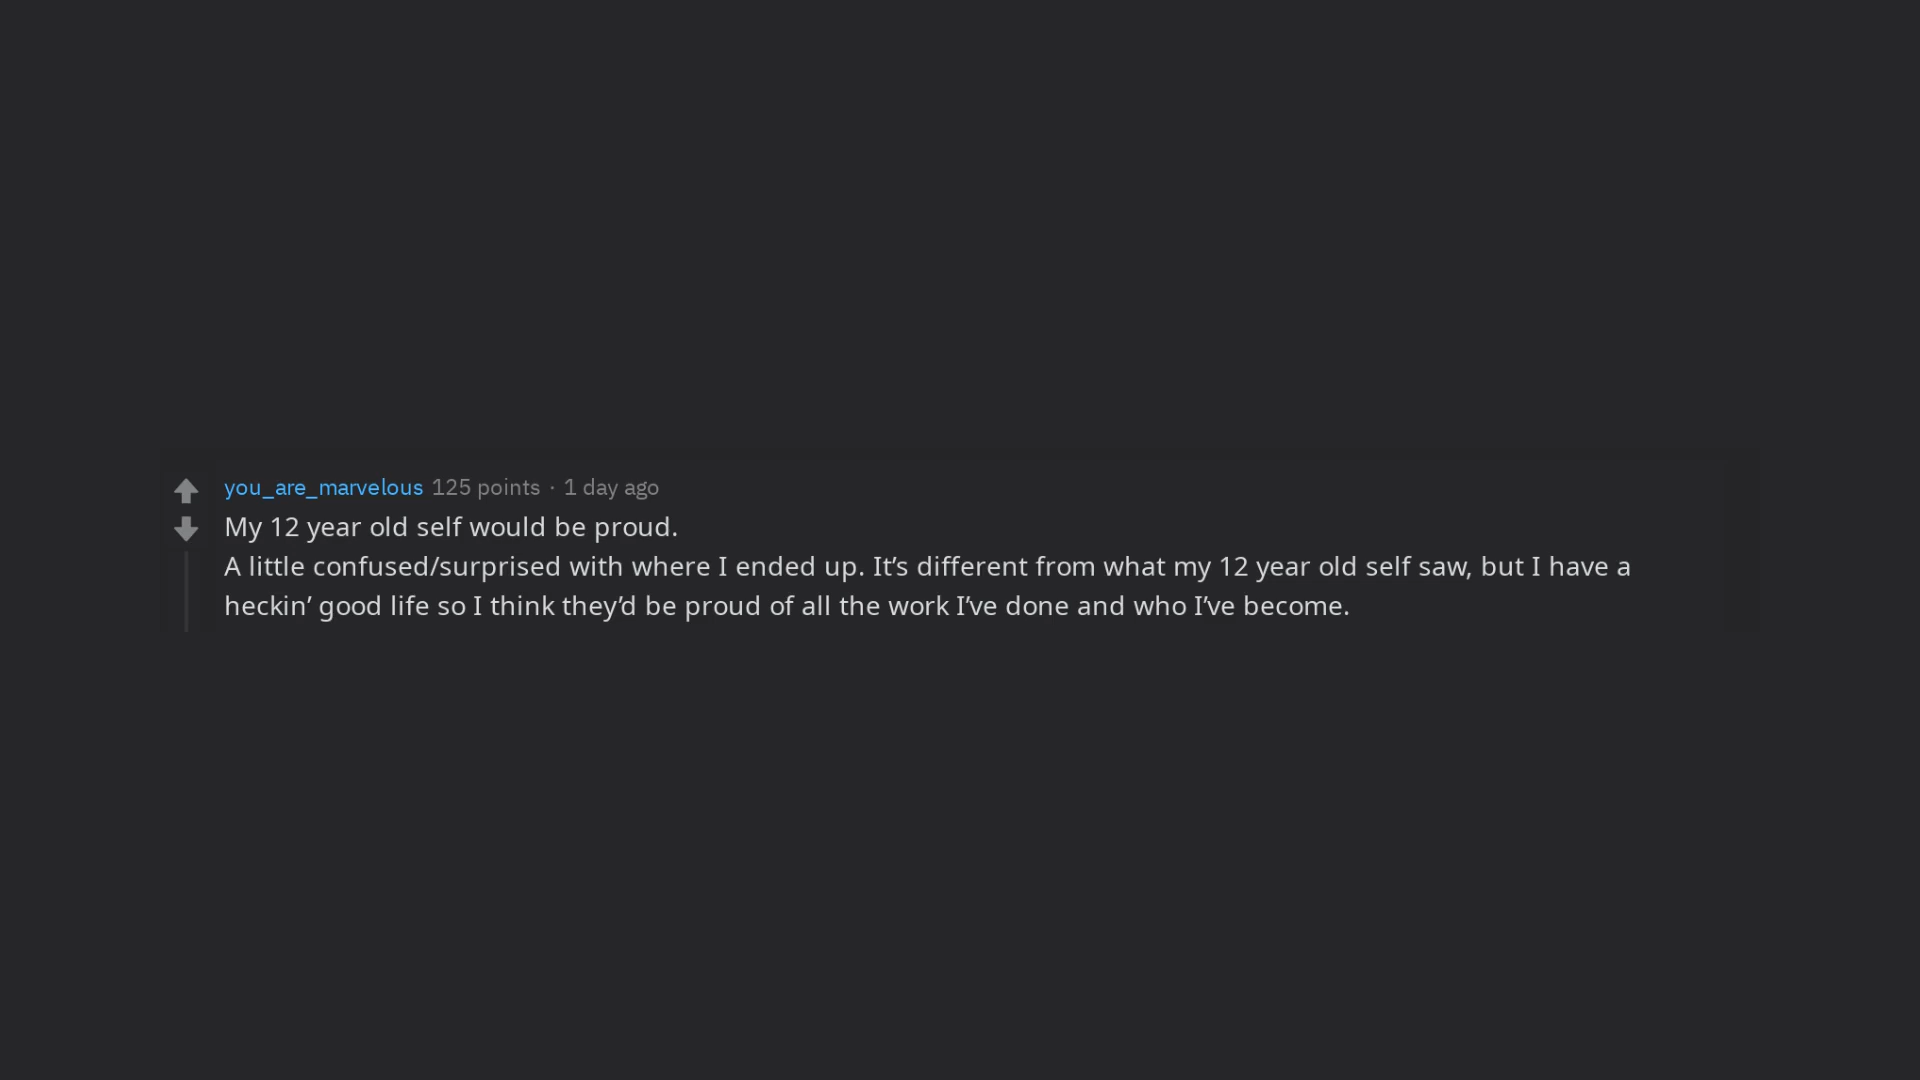 you_are_marvelous 125 points · 1 day ago
My 12 year old self would be proud.
A little confused/surprised with where I ended up. It’s different from what my 12 year old self saw, but I have a
heckin’ good life so I think they’d be proud of all the work I’ve done and who I’ve become.